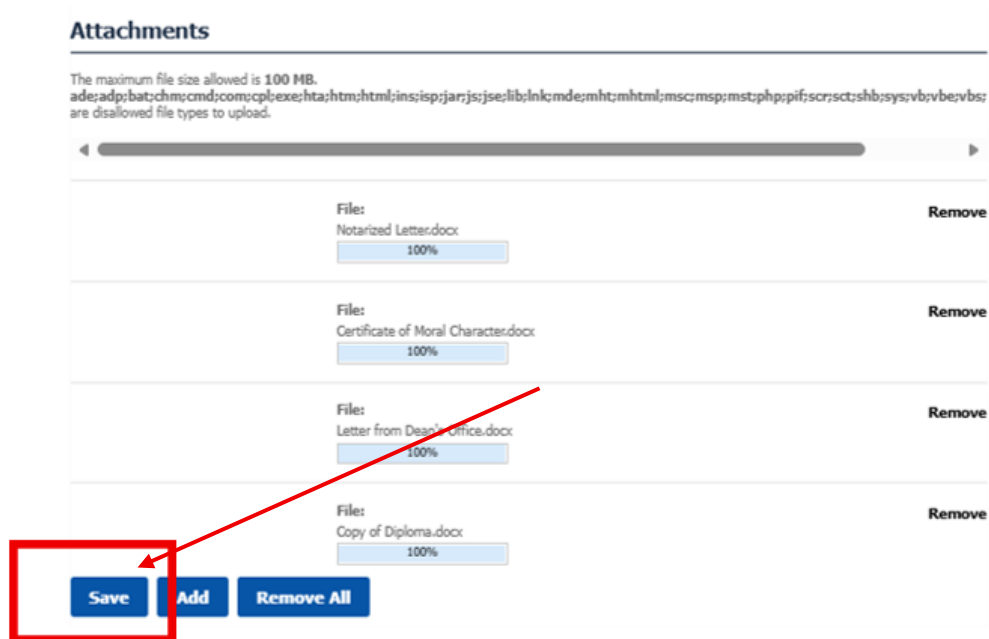 Attachments
The maximum file size allowed is 100 MB.
ade;adp;bat;chm;cmd;com;cpl;exe;hta;htm;html;ins;isp;jar;js;jse;lib;lnk;mde;mht;mhtml;msc;msp;mst;php;pif;scr;sct;shb;sys;vb;vbe;vbs;
are disallowed file types to upload.
File:
Remove
Notarized Letter.docx
100%
File:
Remove
Certificate of Moral Character.docx
100%
File:
Remove
Letter from Dean's Office.docx
100%
File:
Remove
Copy of Diploma.docx
100%
Save Add Remove All